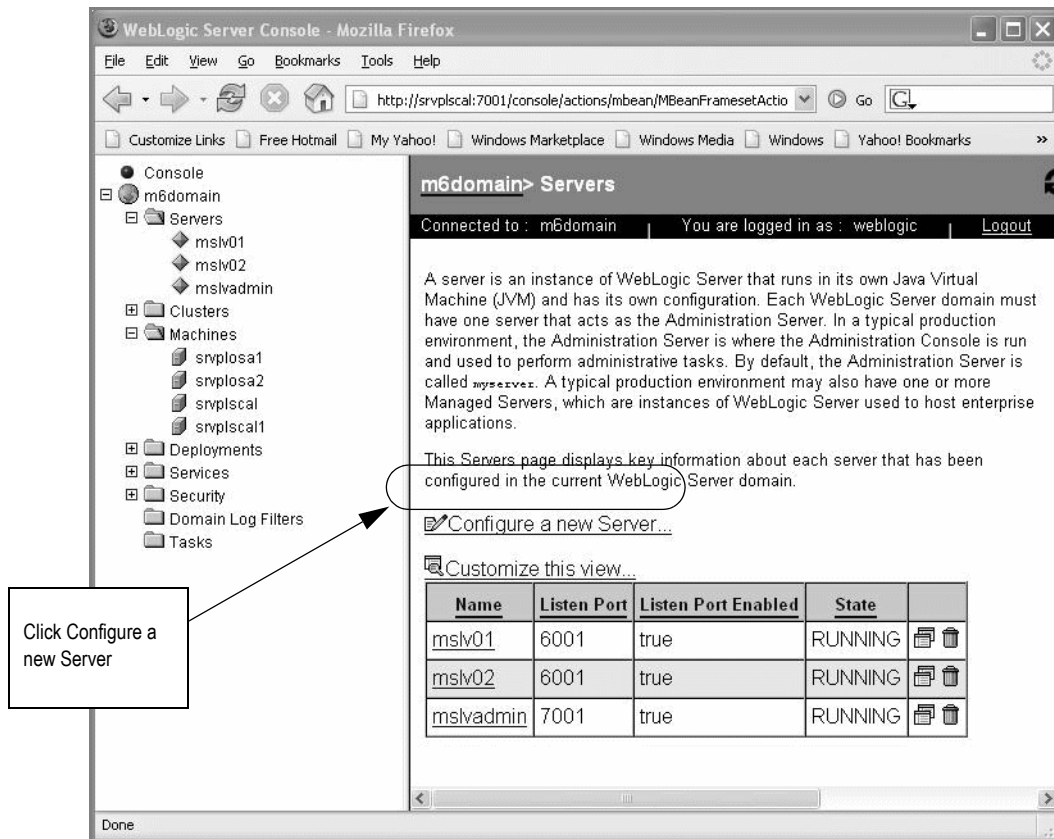 WebLogic Server Console - Mozilla Firefox
File Edit View Go Bookmarks Tools Help
http://srvplscal:7001/console/actions/mbean/MBeanFramesetActio Go G
Customize Links Free Hotmail My Yahoo! Windows Marketplace Windows Media Windows Yahoo! Bookmarks »
Console
m6domain
Servers
mslv01
mslv02
mslvadmin
Clusters
Machines
srvplosa1
srvplosa2
srvplscal
srvplscal1
Deployments
Services
Security
Domain Log Filters
Tasks
m6domain> Servers
Connected to : m6domain | You are logged in as : weblogic | Logout
A server is an instance of WebLogic Server that runs in its own Java Virtual
Machine (JVM) and has its own configuration. Each WebLogic Server domain must
have one server that acts as the Administration Server. In a typical production
environment, the Administration Server is where the Administration Console is run
and used to perform administrative tasks. By default, the Administration Server is
called myserver. A typical production environment may also have one or more
Managed Servers, which are instances of WebLogic Server used to host enterprise
applications.
This Servers page displays key information about each server that has been
configured in the current WebLogic Server domain.
Configure a new Server...
Customize this view...
Name Listen Port Listen Port Enabled State
mslv01 6001 true RUNNING
mslv02 6001 true RUNNING
mslvadmin 7001 true RUNNING
Click Configure a
new Server
Done